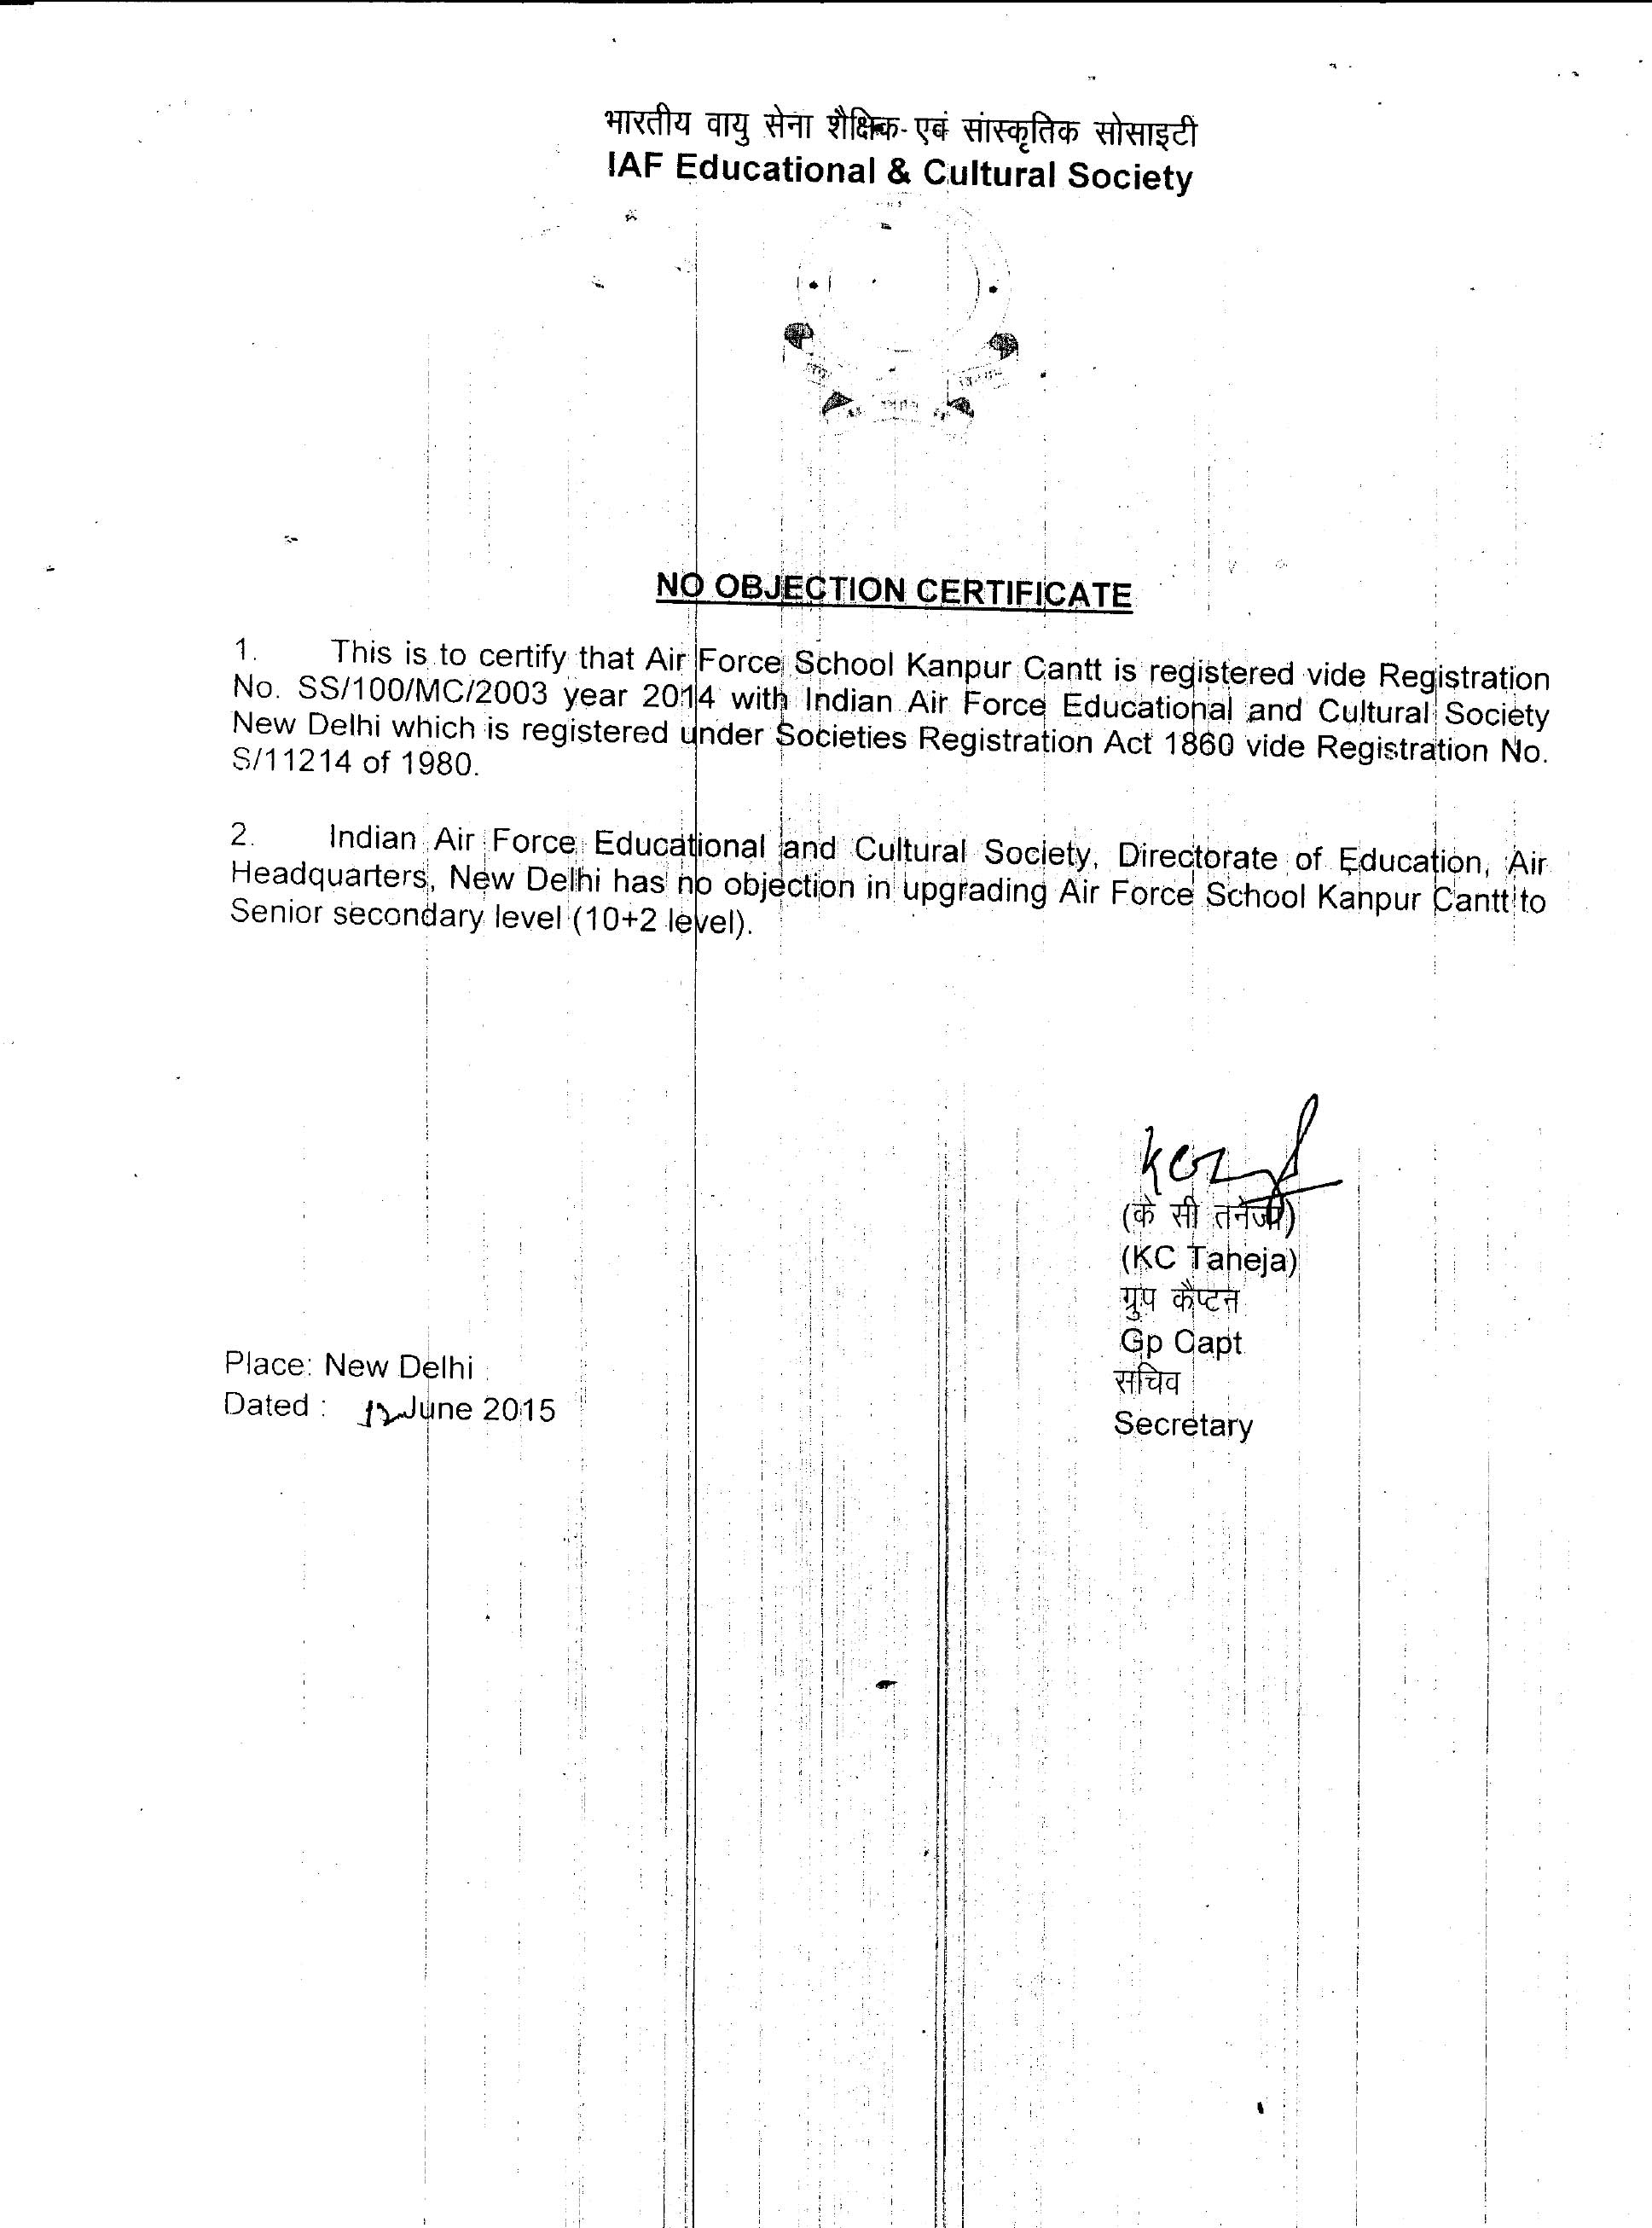 भारतीय वायु सेना शैक्षिक एवं सांस्कृतिक सोसाइटी
IAF Educational & Cultural Society
NO OBJECTION CERTIFICATE
1. This is to certify that Air Force School Kanpur Cantt is registered vide Registration
No. SS/100/MC/2003 year 2014 with Indian Air Force Educational and Cultural Society
New Delhi which is registered under Societies Registration Act 1860 vide Registration No.
S/11214 of 1980.
2. Indian Air Force Educational and Cultural Society, Directorate of Education, Air
Headquarters, New Delhi has no objection in upgrading Air Force School Kanpur Cantt to
Senior secondary level (10+2 level).
(के सी तनेजा)
(KC Taneja)
ग्रुप कैप्टन
Gp Capt
सचिव
Secretary
Place: New Delhi
Dated : 12 June 2015